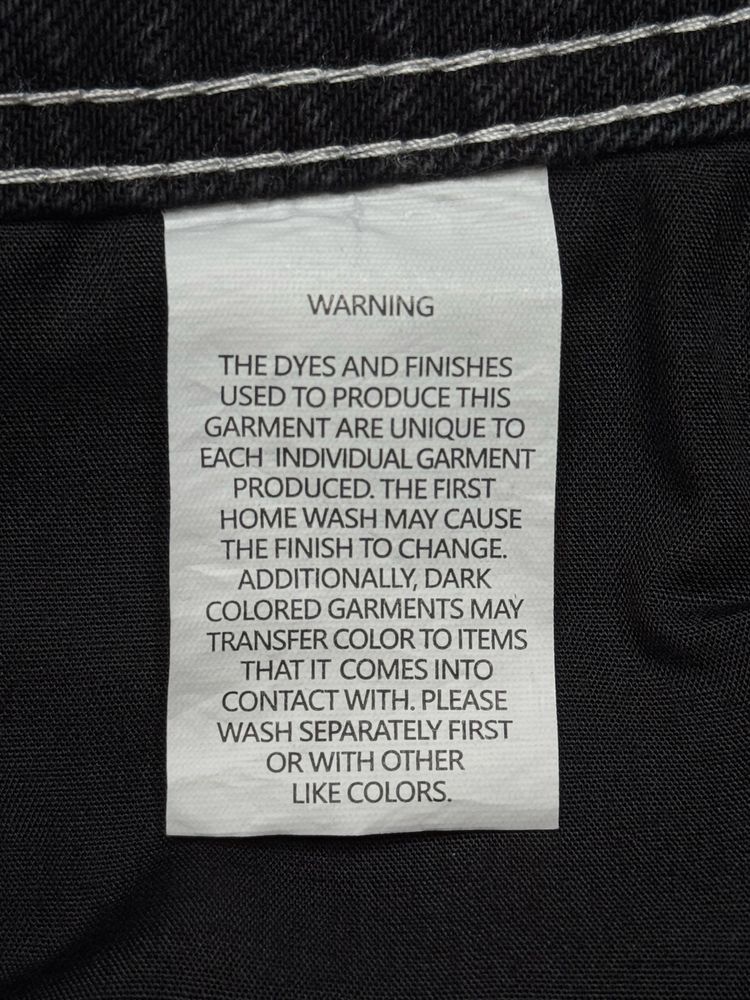 WARNING
THE DYES AND FINISHES
USED TO PRODUCE THIS
GARMENT ARE UNIQUE TO
EACH INDIVIDUAL GARMENT
PRODUCED. THE FIRST
HOME WASH MAY CAUSE
THE FINISH TO CHANGE.
ADDITIONALLY, DARK
COLORED GARMENTS MAY
TRANSFER COLOR TO ITEMS
THAT IT COMES INTO
CONTACT WITH. PLEASE
WASH SEPARATELY FIRST
OR WITH OTHER
LIKE COLORS.